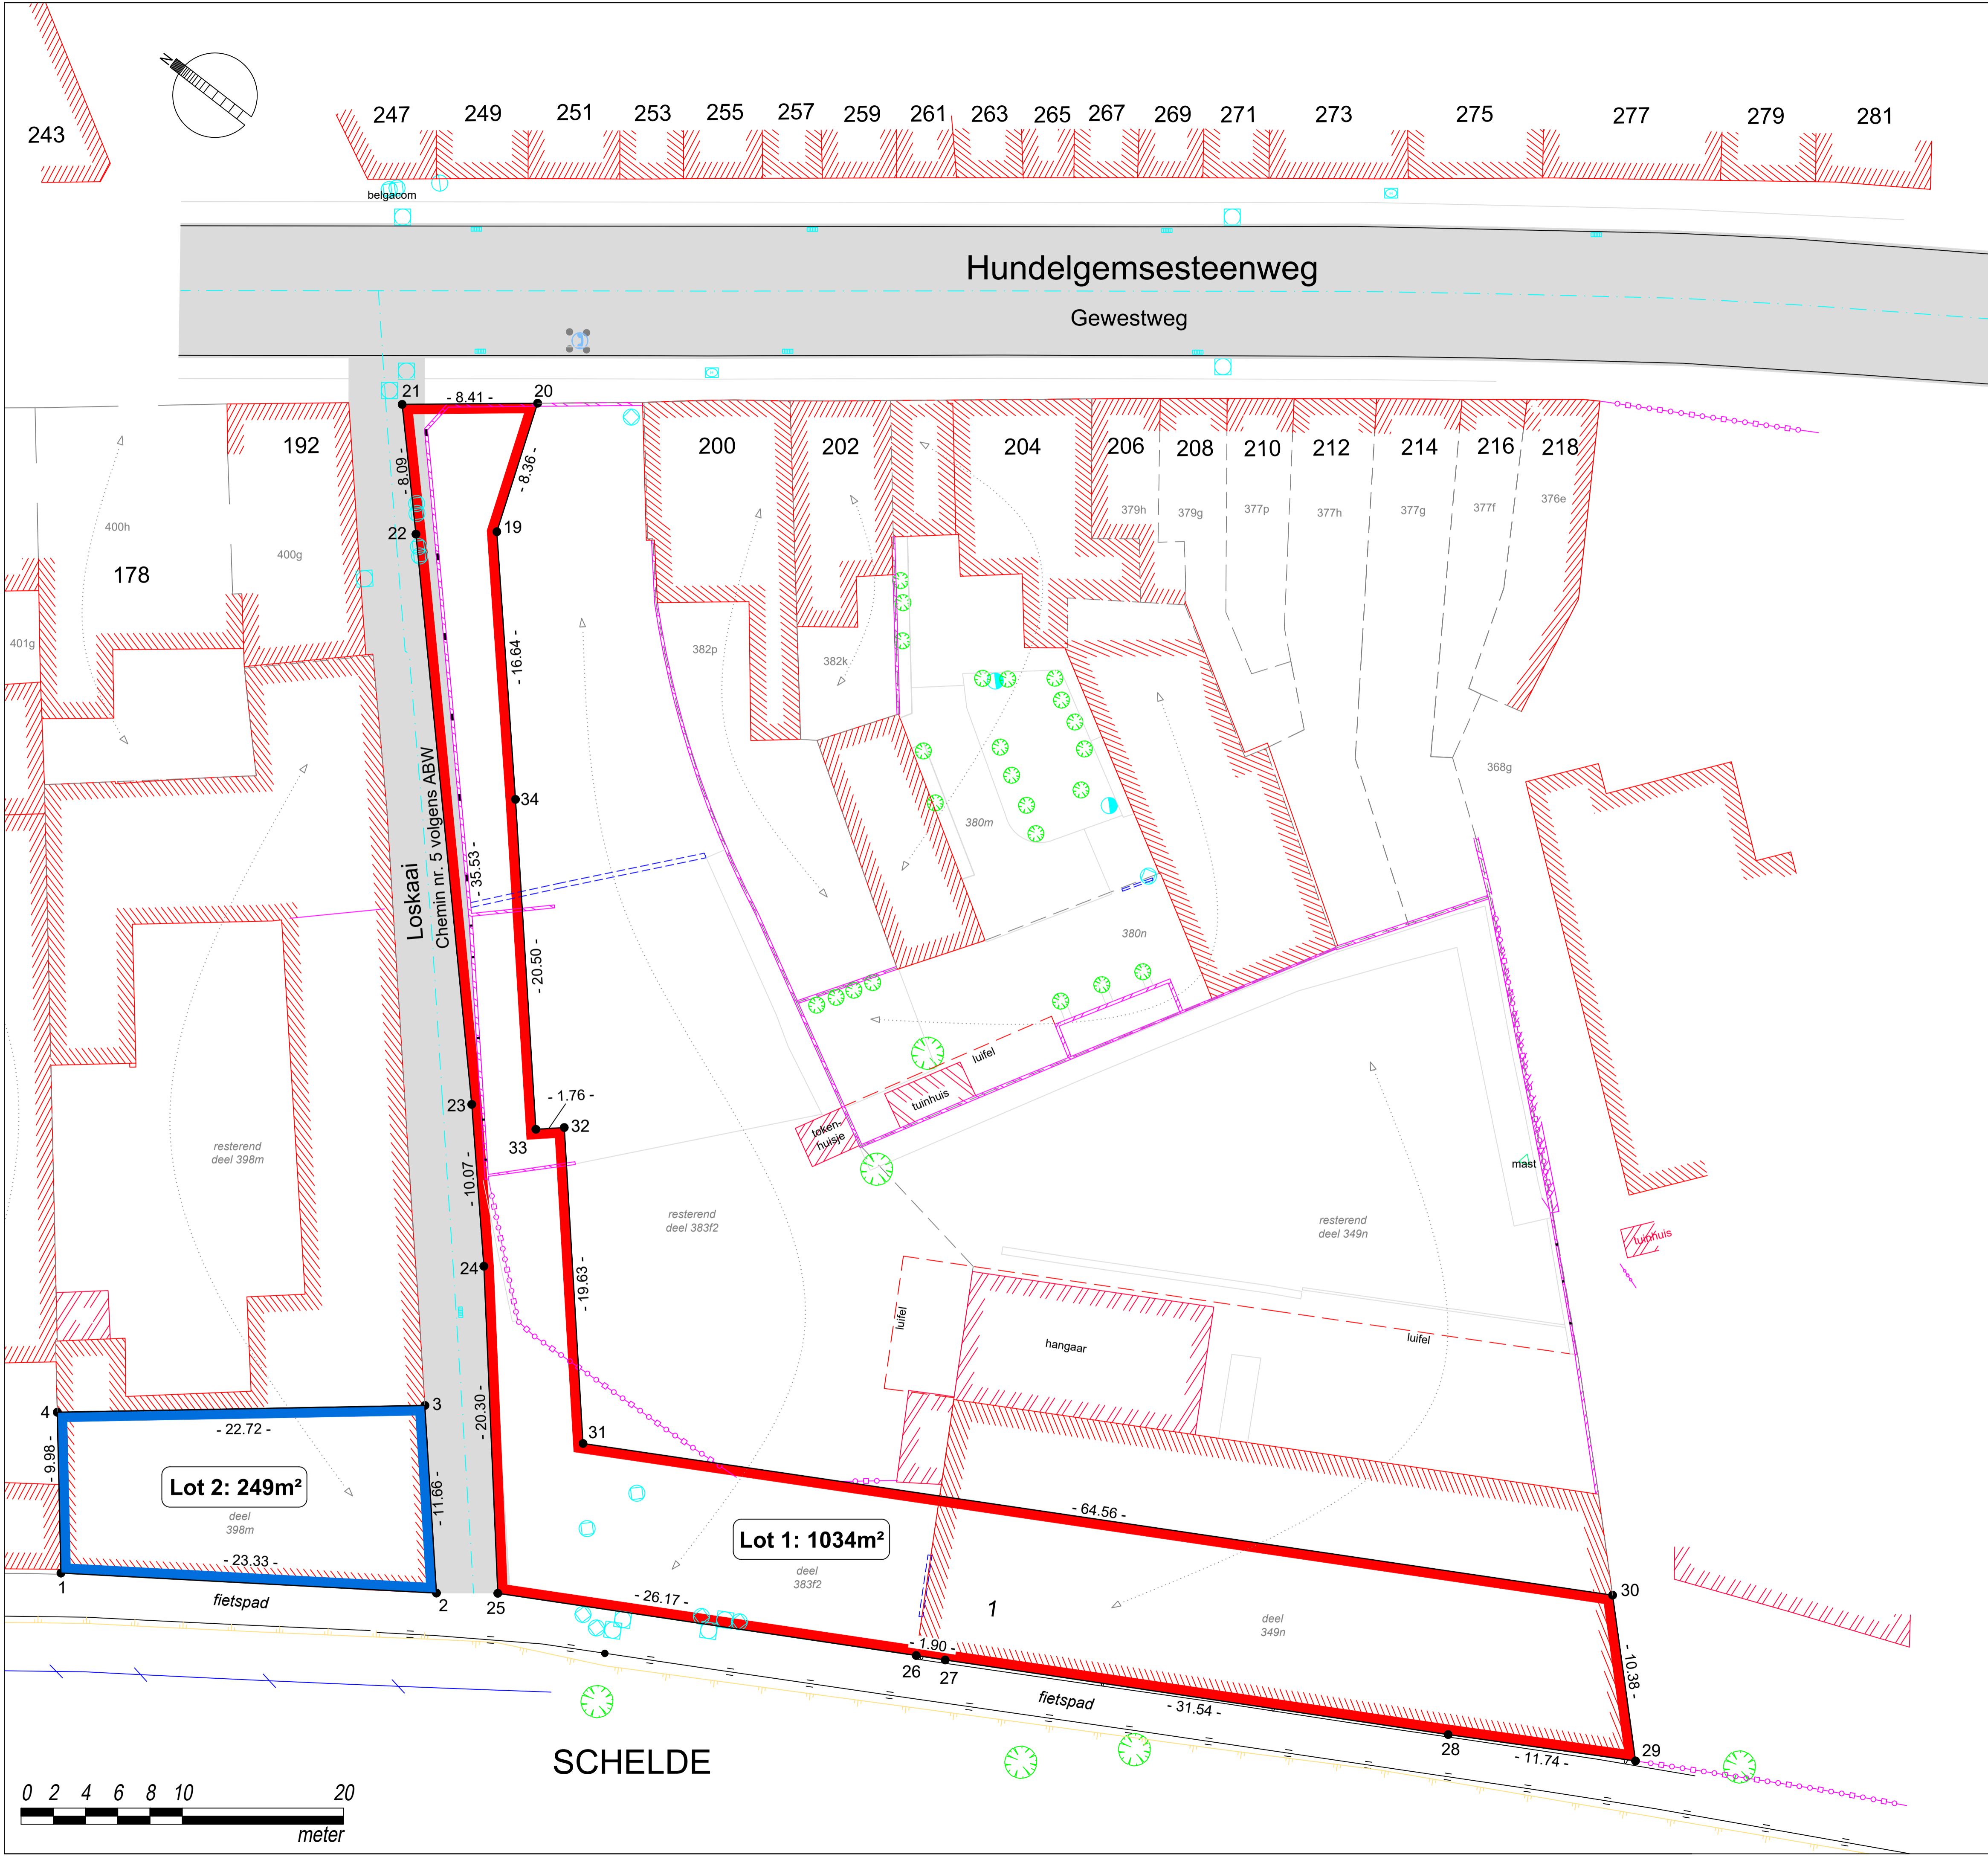 N
243
247
249
251
253
255
257
259
261
263
265
267
269
271
273
275
277
279
281
belgacom
Hundelgemsesteenweg
Gewestweg
21
- 8.41 -
20
192
200
202
204
206
208
210
212
214
216
218
- 8.09 -
- 8.36 -
400h
400g
22
19
379h
379g
377p
377h
377g
377f
376e
178
401g
382p
382k
- 16.64 -
368g
34
380m
Loskaai
Chemin nr. 5 volgens ABW
- 35.53 -
380n
- 20.50 -
luifel
tuinhuis
token-
huisje
23
- 1.76 -
33
32
resterend
deel 398m
- 10.07 -
mast
resterend
deel 383f2
resterend
deel 349n
tuinhuis
24
- 19.63 -
luifel
hangaar
luifel
4
3
- 22.72 -
- 20.30 -
31
- 9.98 -
Lot 2: 249m²
deel
398m
- 11.66 -
- 64.56 -
Lot 1: 1034m²
deel
383f2
- 23.33 -
1
fietspad
2
25
- 26.17 -
1
deel
349n
30
- 1.90 -
26
27
- 10.38 -
fietspad
- 31.54 -
28
- 11.74 -
29
SCHELDE
0 2 4 6 8 10 20
meter